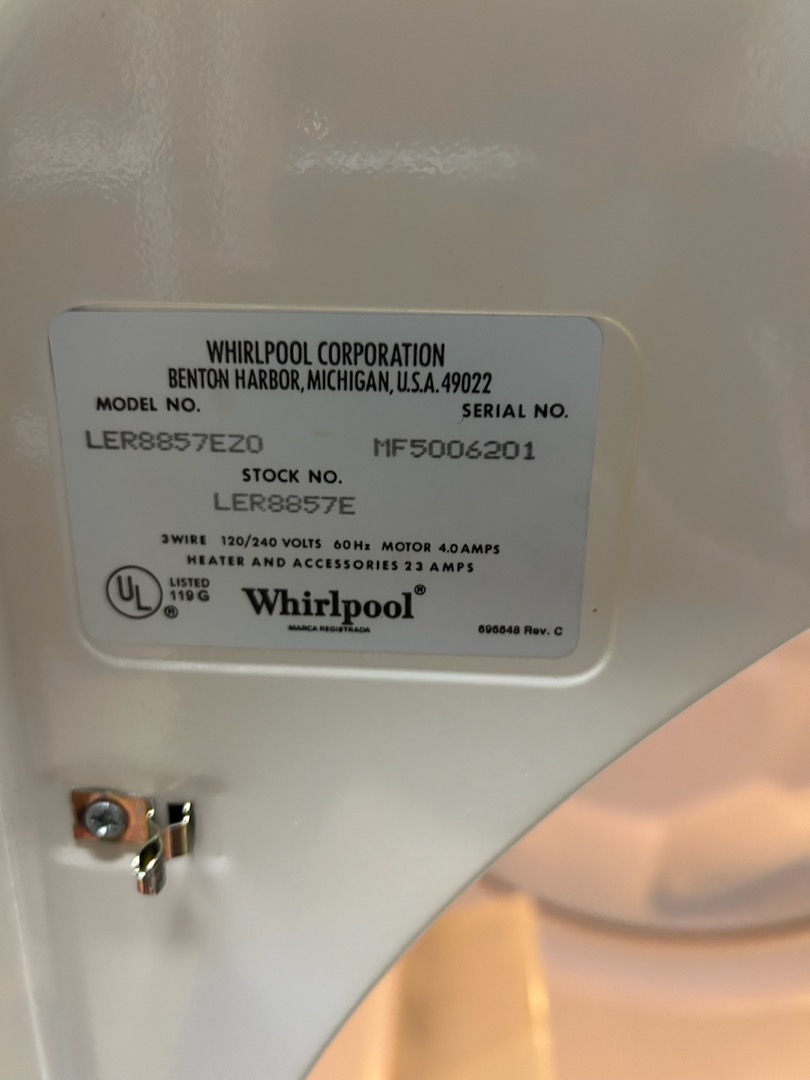 WHIRLPOOL CORPORATION
BENTON HARBOR, MICHIGAN, U.S.A. 49022
MODEL NO. SERIAL NO.
LER8857EZ0 MF5006201
STOCK NO.
LER8857E
3 WIRE 120/240 VOLTS 60 Hz MOTOR 4.0 AMPS
HEATER AND ACCESSORIES 23 AMPS
UL® LISTED
119 G
Whirlpool®
MARCA REGISTRADA
696648 Rev. C